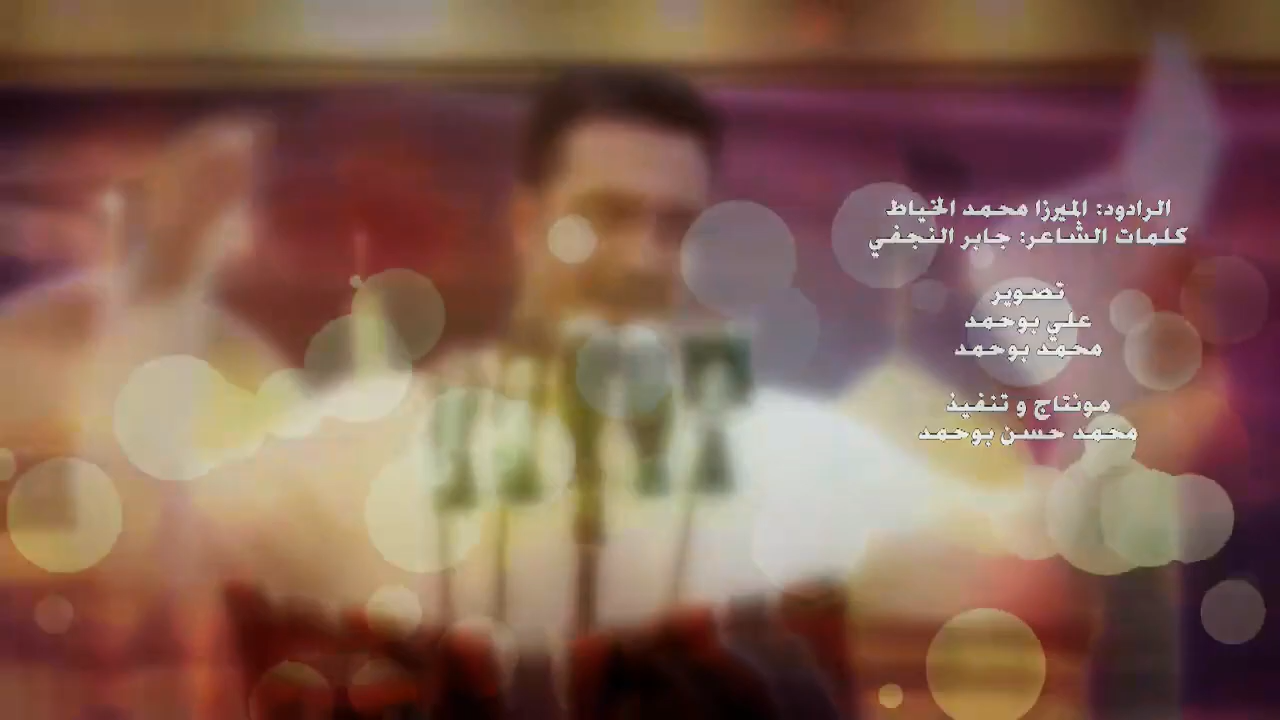 الرادود: الميرزا محمد الخياط
كلمات الشاعر: جابر النجفي
تصوير
علي بوحمد
محمد بوحمد
مونتاج و تنفيذ
محمد حسن بوحمد